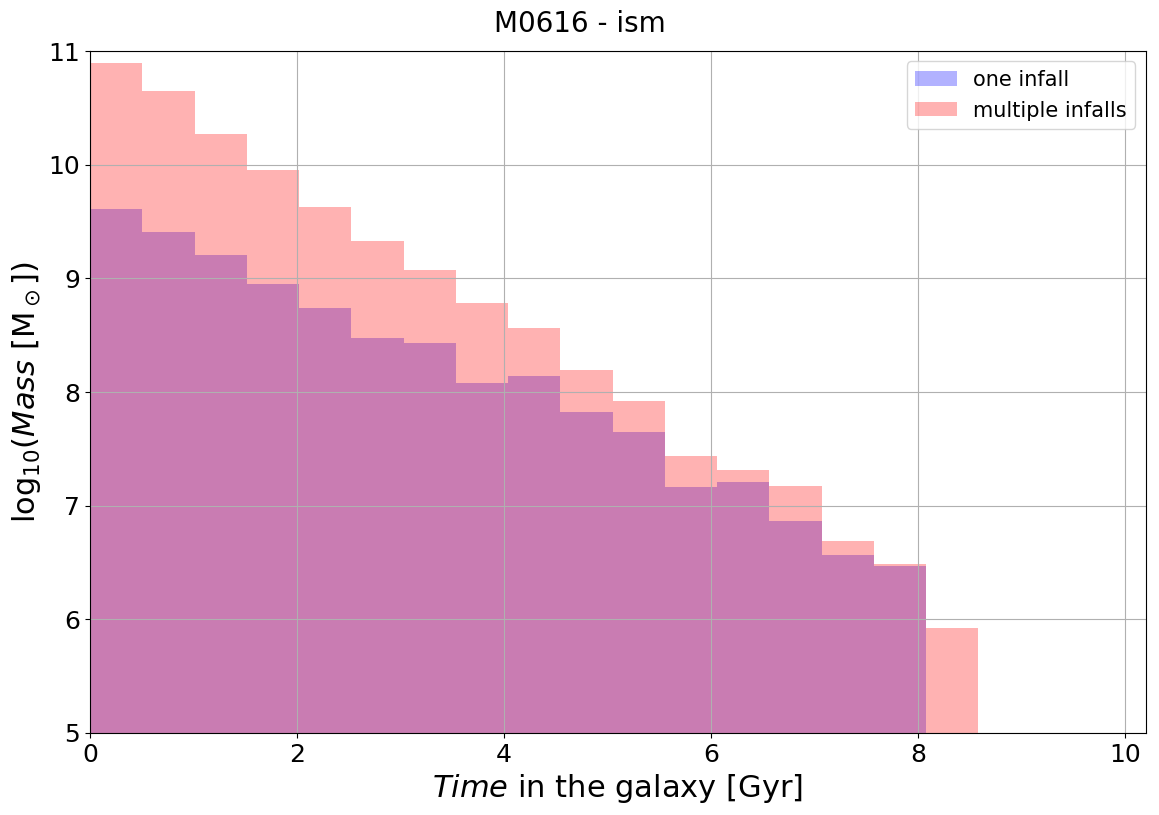 M0616 - ism
one infall
multiple infalls
11
10
9
8
7
6
5
log₁₀(Mass [M_⊙])
0 2 4 6 8 10
Time in the galaxy [Gyr]